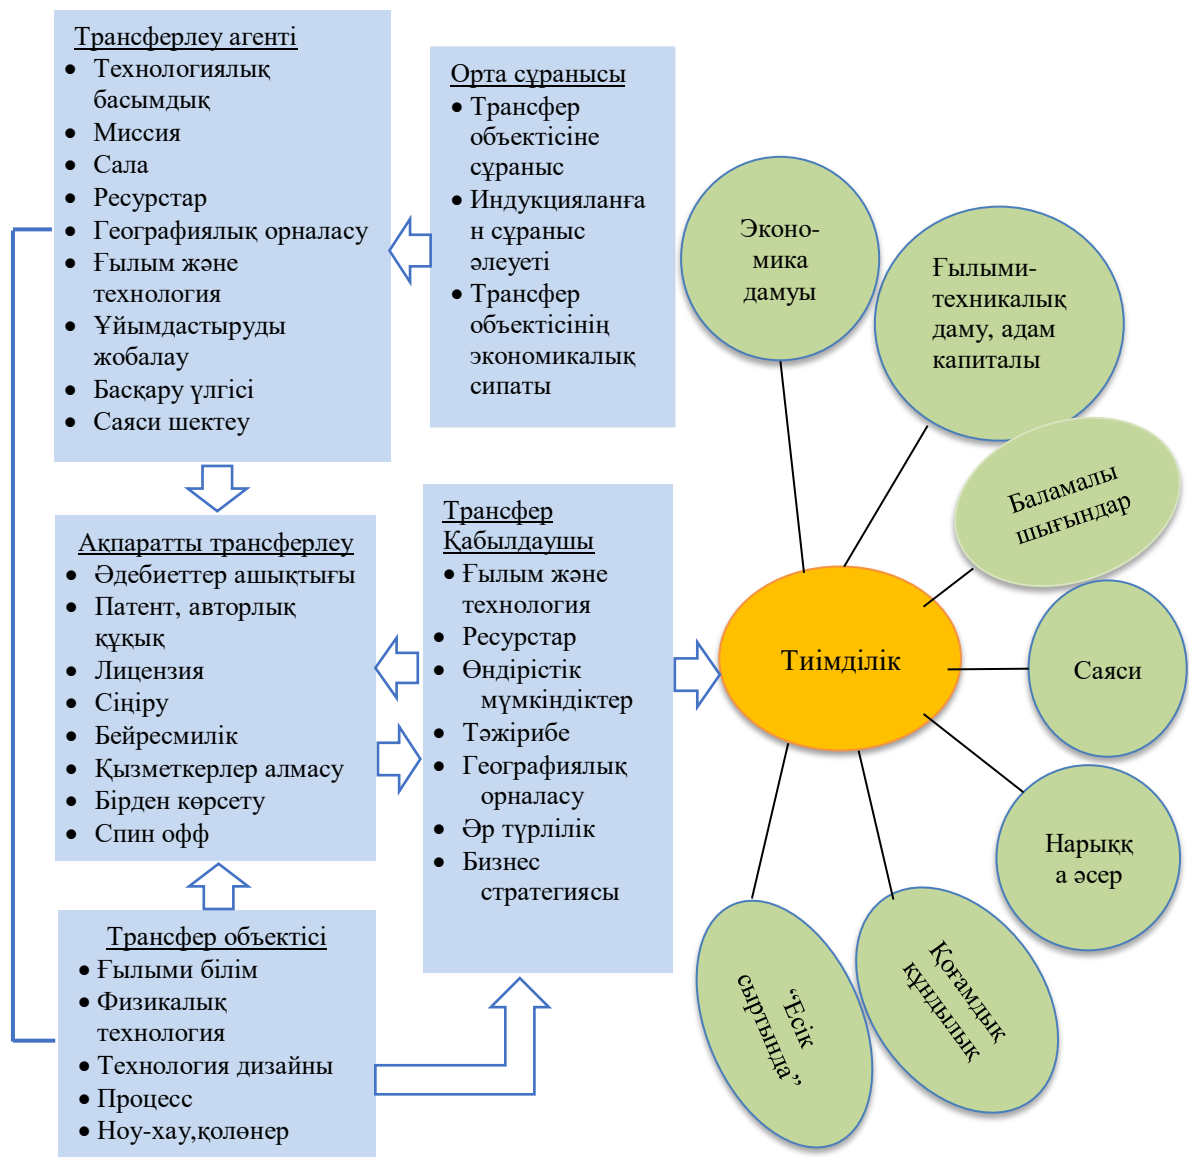 Трансферлеу агенті
• Технологиялық
басымдық
• Миссия
• Сала
• Ресурстар
• Географиялық орналасу
• Ғылым және
технология
• Ұйымдастыруды
жобалау
• Басқару үлгісі
• Саяси шектеу
Орта сұранысы
• Трансфер
объектісіне
сұраныс
• Индукцияланға
н сұраныс
әлеуеті
• Трансфер
объектісінің
экономикалық
сипаты
Ақпаратты трансферлеу
• Әдебиеттер ашықтығы
• Патент, авторлық
құқық
• Лицензия
• Сіңіру
• Бейресмилік
• Қызметкерлер алмасу
• Бірден көрсету
• Спин офф
Трансфер
Қабылдаушы
• Ғылым және
технология
• Ресурстар
• Өндірістік
мүмкіндіктер
• Тәжірибе
• Географиялық
орналасу
• Әр түрлілік
• Бизнес
стратегиясы
Трансфер объектісі
• Ғылыми білім
• Физикалық
технология
• Технология дизайны
• Процесс
• Ноу-хау,қолөнер
Эконо-
мика
дамуы
Ғылыми-
техникалық
даму, адам
капиталы
Баламалы
шығындар
Тиімділік
Саяси
Нарыққ
а әсер
Қоғамдық
құндылық
“Есік
сыртында”